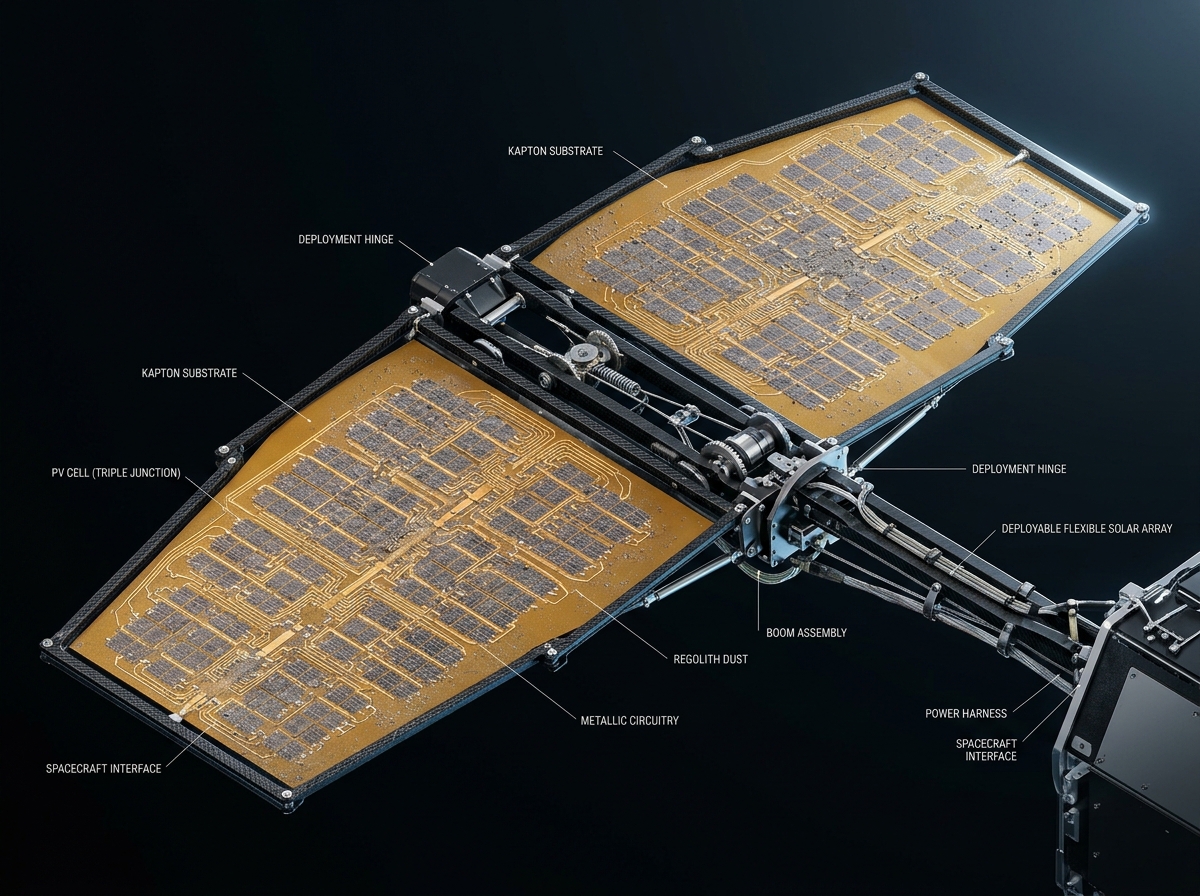 KAPTON SUBSTRATE
DEPLOYMENT HINGE
KAPTON SUBSTRATE
PV CELL (TRIPLE JUNCTION)
DEPLOYMENT HINGE
DEPLOYABLE FLEXIBLE SOLAR ARRAY
BOOM ASSEMBLY
REGOLITH DUST
POWER HARNESS
METALLIC CIRCUITRY
SPACECRAFT
INTERFACE
SPACECRAFT INTERFACE